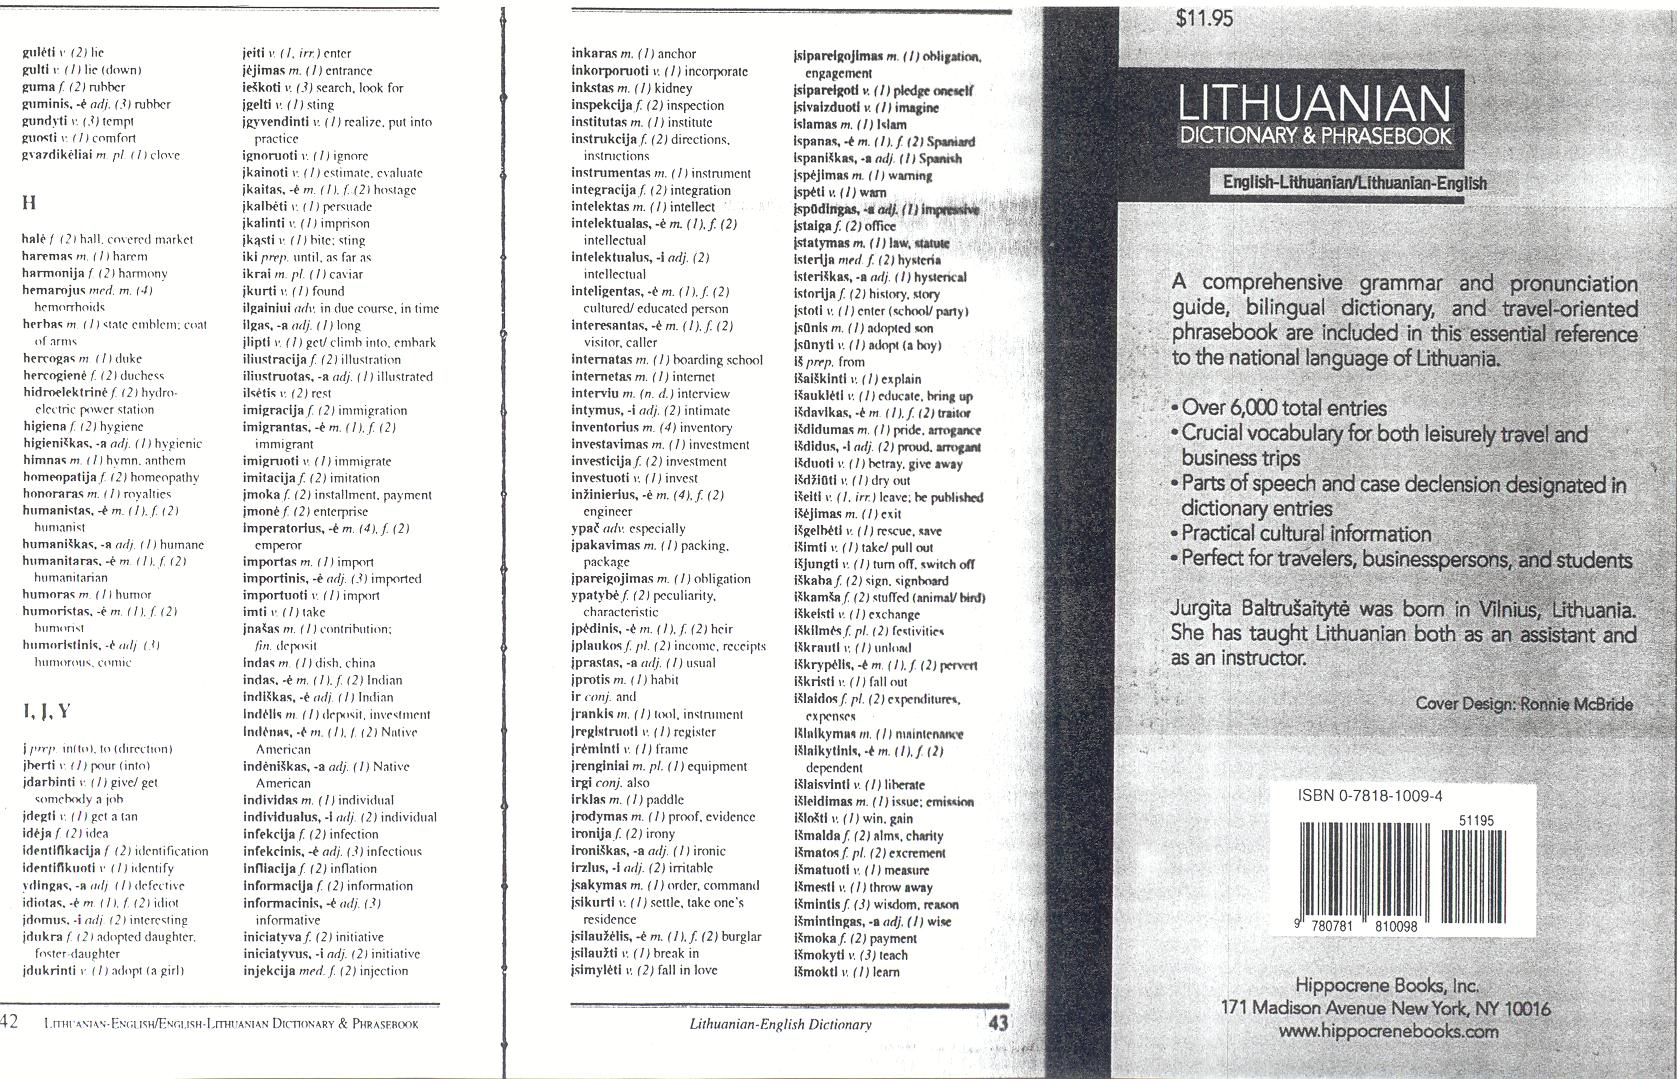 gulėti v. (2) lie
gulti v. (1) lie (down)
guma f. (2) rubber
guminis, -ė adj. (3) rubber
gundyti v. (3) tempt
guosti v. (1) comfort
gvazdikėliai m. pl. (1) clove
H
halė f. (2) hall, covered market
haremas m. (1) harem
harmonija f. (2) harmony
hemarojus med. m. (4)
hemorrhoids
herbas m. (1) state emblem; coat
of arms
hercogas m. (1) duke
hercogienė f. (2) duchess
hidroelektrinė f. (2) hydro-
electric power station
higiena f. (2) hygiene
higieniškas, -a adj. (1) hygienic
himnas m. (1) hymn, anthem
homeopatija f. (2) homeopathy
honoraras m. (1) royalties
humanistas, -ė m. (1), f. (2)
humanist
humaniškas, -a adj. (1) humane
humanitaras, -ė m. (1), f. (2)
humanitarian
humoras m. (1) humor
humoristas, -ė m. (1), f. (2)
humorist
humoristinis, -ė adj. (3)
humorous, comic
I, Į, Y
į prep. in(to), to (direction)
įberti v. (1) pour (into)
įdarbinti v. (1) give/ get
somebody a job
įdegti v. (1) get a tan
idėja f. (2) idea
identifikacija f. (2) identification
identifikuoti v. (1) identify
ydingas, -a adj. (1) defective
idiotas, -ė m. (1), f. (2) idiot
įdomus, -i adj. (2) interesting
įdukra f. (2) adopted daughter,
foster-daughter
įdukrinti v. (1) adopt (a girl)
įeiti v. (1, irr.) enter
įėjimas m. (1) entrance
ieškoti v. (3) search, look for
įgelti v. (1) sting
įgyvendinti v. (1) realize, put into
practice
ignoruoti v. (1) ignore
įkainoti v. (1) estimate, evaluate
įkaitas, -ė m. (1), f. (2) hostage
įkalbėti v. (1) persuade
įkalinti v. (1) imprison
įkąsti v. (1) bite; sting
iki prep. until, as far as
ikrai m. pl. (1) caviar
įkurti v. (1) found
ilgainiui adv. in due course, in time
ilgas, -a adj. (1) long
įlipti v. (1) get/ climb into, embark
iliustracija f. (2) illustration
iliustruotas, -a adj. (1) illustrated
ilsėtis v. (2) rest
imigracija f. (2) immigration
imigrantas, -ė m. (1), f. (2)
immigrant
imigruoti v. (1) immigrate
imitacija f. (2) imitation
įmoka f. (2) installment, payment
įmonė f. (2) enterprise
imperatorius, -ė m. (4), f. (2)
emperor
importas m. (1) import
importinis, -ė adj. (3) imported
importuoti v. (1) import
imti v. (1) take
įnašas m. (1) contribution;
fin. deposit
indas m. (1) dish, china
indas, -ė m. (1), f. (2) Indian
indiškas, -ė adj. (1) Indian
indėlis m. (1) deposit, investment
indėnas, -ė m. (1), f. (2) Native
American
indėniškas, -a adj. (1) Native
American
individas m. (1) individual
individualus, -i adj. (2) individual
infekcija f. (2) infection
infekcinis, -ė adj. (3) infectious
infliacija f. (2) inflation
informacija f. (2) information
informacinis, -ė adj. (3)
informative
iniciatyva f. (2) initiative
iniciatyvus, -i adj. (2) initiative
injekcija med. f. (2) injection
42 LITHUANIAN-ENGLISH/ENGLISH-LITHUANIAN DICTIONARY & PHRASEBOOK
inkaras m. (1) anchor
inkorporuoti v. (1) incorporate
inkstas m. (1) kidney
inspekcija f. (2) inspection
institutas m. (1) institute
instrukcija f. (2) directions,
instructions
instrumentas m. (1) instrument
integracija f. (2) integration
intelektas m. (1) intellect
intelektualas, -ė m. (1), f. (2)
intellectual
intelektualus, -i adj. (2)
intellectual
inteligentas, -ė m. (1), f. (2)
cultured/ educated person
interesantas, -ė m. (1), f. (2)
visitor, caller
internatas m. (1) boarding school
internetas m. (1) internet
interviu m. (n. d.) interview
intymus, -i adj. (2) intimate
inventorius m. (4) inventory
investavimas m. (1) investment
investicija f. (2) investment
investuoti v. (1) invest
inžinierius, -ė m. (4), f. (2)
engineer
ypač adv. especially
įpakavimas m. (1) packing,
package
įpareigojimas m. (1) obligation
ypatybė f. (2) peculiarity,
characteristic
įpėdinis, -ė m. (1), f. (2) heir
įplaukos f. pl. (2) income, receipts
įprastas, -a adj. (1) usual
įprotis m. (1) habit
ir conj. and
įrankis m. (1) tool, instrument
įregistruoti v. (1) register
įrėminti v. (1) frame
įrenginiai m. pl. (1) equipment
irgi conj. also
irklas m. (1) paddle
įrodymas m. (1) proof, evidence
ironija f. (2) irony
ironiškas, -a adj. (1) ironic
irzlus, -i adj. (2) irritable
įsakymas m. (1) order, command
įsikurti v. (1) settle, take one's
residence
įsilaužėlis, -ė m. (1), f. (2) burglar
įsilaužti v. (1) break in
įsimylėti v. (2) fall in love
įsipareigojimas m. (1) obligation,
engagement
įsipareigoti v. (1) pledge oneself
įsivaizduoti v. (1) imagine
islamas m. (1) Islam
ispanas, -ė m. (1), f. (2) Spaniard
ispaniškas, -a adj. (1) Spanish
įspėjimas m. (1) warning
įspėti v. (1) warn
įspūdingas, -a adj. (1) impressive
įstaiga f. (2) office
įstatymas m. (1) law, statute
isterija med. f. (2) hysteria
isteriškas, -a adj. (1) hysterical
istorija f. (2) history, story
įstoti v. (1) enter (school/ party)
įsūnis m. (1) adopted son
įsūnyti v. (1) adopt (a boy)
iš prep. from
išaiškinti v. (1) explain
išauklėti v. (1) educate, bring up
išdavikas, -ė m. (1), f. (2) traitor
išdidumas m. (1) pride, arrogance
išdidus, -i adj. (2) proud, arrogant
išduoti v. (1) betray, give away
išdžiūti v. (1) dry out
išeiti v. (1, irr.) leave; be published
išėjimas m. (1) exit
išgelbėti v. (1) rescue, save
išimti v. (1) take/ pull out
išjungti v. (1) turn off, switch off
iškaba f. (2) sign, signboard
iškamša f. (2) stuffed (animal/ bird)
iškeisti v. (1) exchange
iškilmės f. pl. (2) festivities
iškrauti v. (1) unload
iškrypėlis, -ė m. (1), f. (2) pervert
iškristi v. (1) fall out
išlaidos f. pl. (2) expenditures,
expenses
išlaikymas m. (1) maintenance
išlaikytinis, -ė m. (1), f. (2)
dependent
išlaisvinti v. (1) liberate
išleidimas m. (1) issue; emission
išlošti v. (1) win, gain
išmalda f. (2) alms, charity
išmatos f. pl. (2) excrement
išmatuoti v. (1) measure
išmesti v. (1) throw away
išmintis f. (3) wisdom, reason
išmintingas, -a adj. (1) wise
išmoka f. (2) payment
išmokyti v. (3) teach
išmokti v. (1) learn
Lithuanian-English Dictionary 43
$11.95
LITHUANIAN
DICTIONARY & PHRASEBOOK
English-Lithuanian/Lithuanian-English
A comprehensive grammar and pronunciation
guide, bilingual dictionary, and travel-oriented
phrasebook are included in this essential reference
to the national language of Lithuania.
• Over 6,000 total entries
• Crucial vocabulary for both leisurely travel and
business trips
• Parts of speech and case declension designated in
dictionary entries
• Practical cultural information
• Perfect for travelers, businesspersons, and students
Jurgita Baltrušaitytė was born in Vilnius, Lithuania.
She has taught Lithuanian both as an assistant and
as an instructor.
Cover Design: Ronnie McBride
ISBN 0-7818-1009-4
51195
9 780781 810098
Hippocrene Books, Inc.
171 Madison Avenue New York, NY 10016
www.hippocrenebooks.com